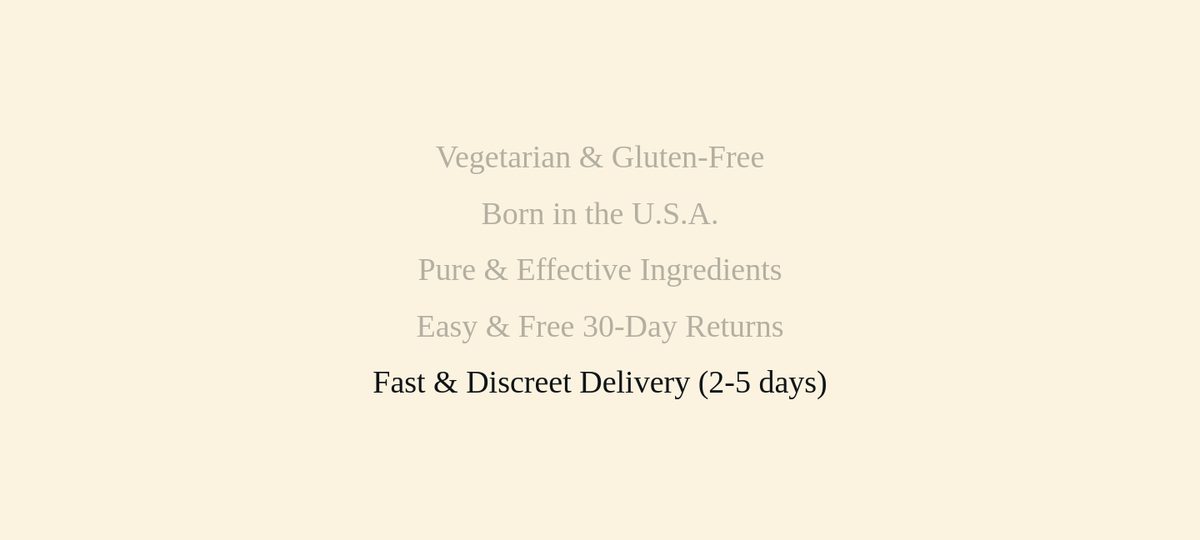 Vegetarian & Gluten-Free
Born in the U.S.A.
Pure & Effective Ingredients
Easy & Free 30-Day Returns
Fast & Discreet Delivery (2-5 days)